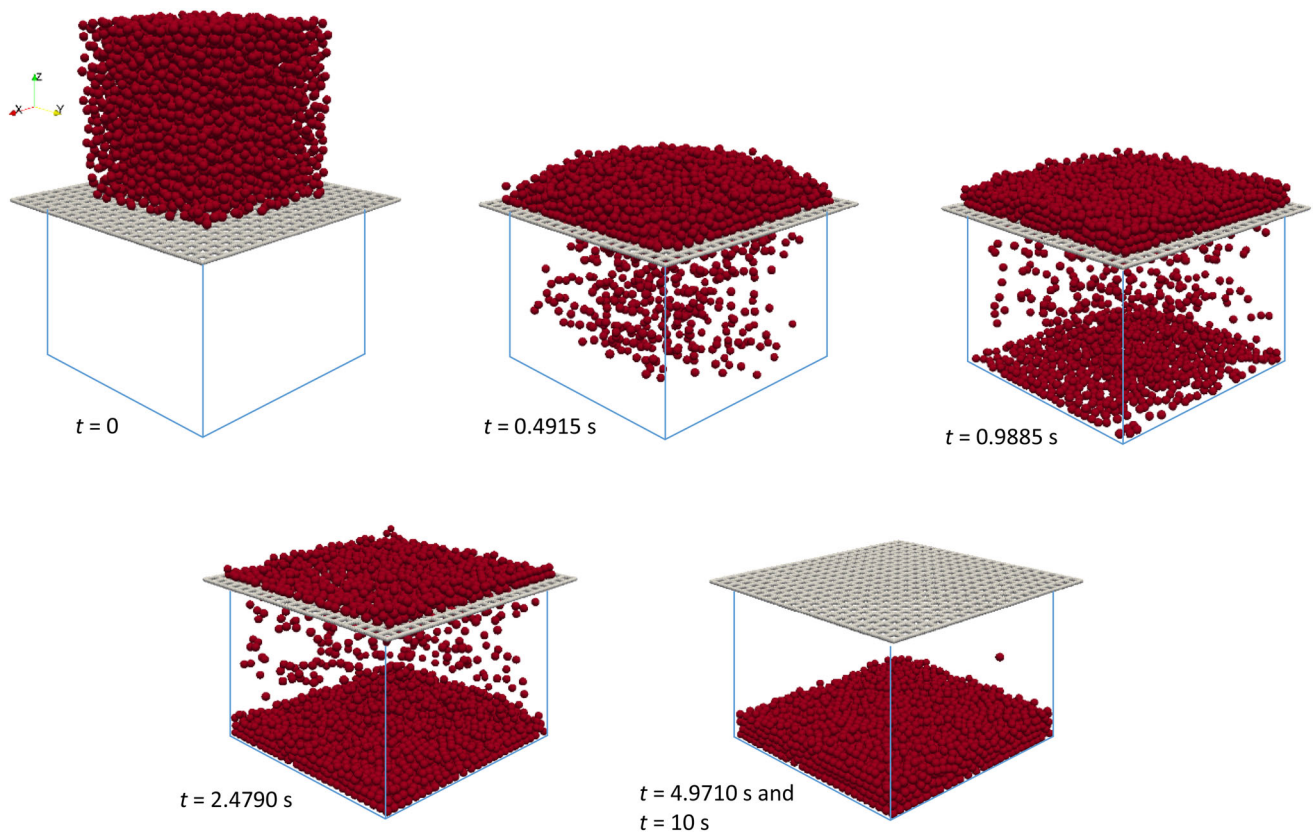 Z
X
Y
t = 0
t = 0.4915 s
t = 0.9885 s
t = 2.4790 s
t = 4.9710 s and
t = 10 s